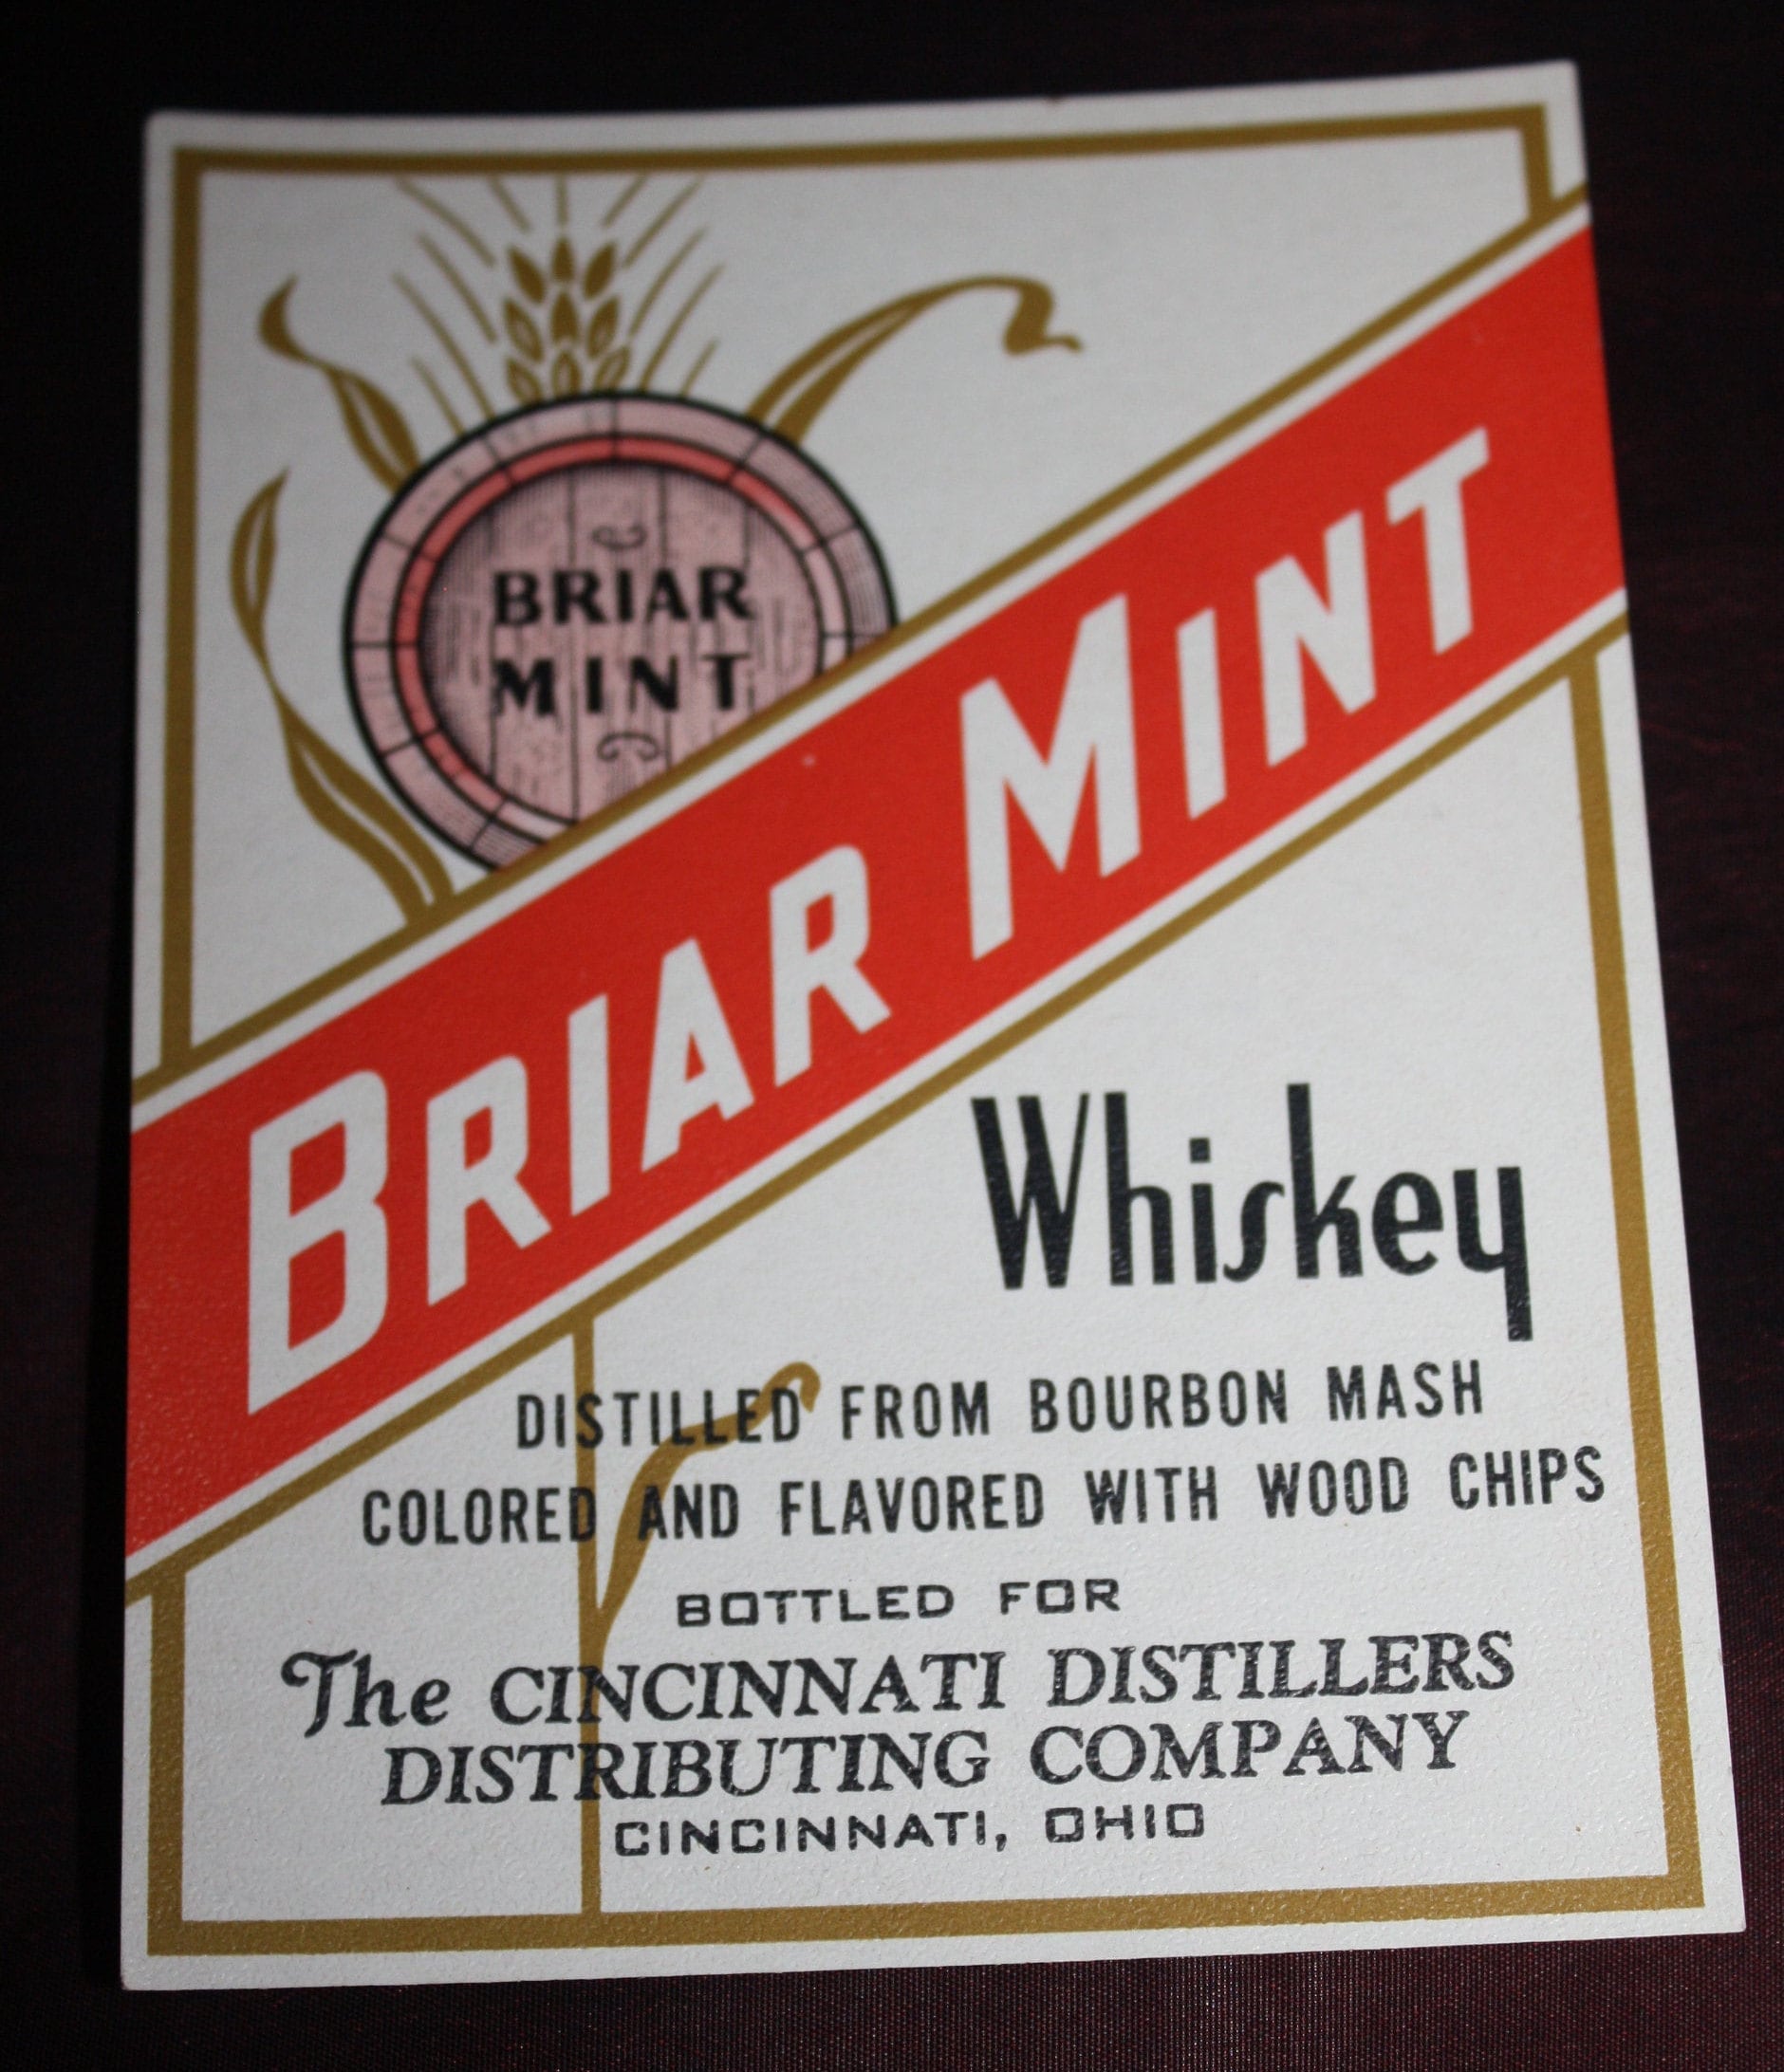 BRIAR
MINT
BRIAR MINT
Whiskey
DISTILLED FROM BOURBON MASH
COLORED AND FLAVORED WITH WOOD CHIPS
BOTTLED FOR
The CINCINNATI DISTILLERS
DISTRIBUTING COMPANY
CINCINNATI, OHIO